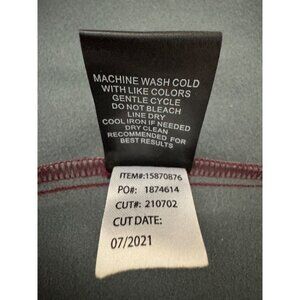 MACHINE WASH COLD
WITH LIKE COLORS
GENTLE CYCLE
DO NOT BLEACH
LINE DRY
COOL IRON IF NEEDED
DRY CLEAN
RECOMMENDED FOR
BEST RESULTS
ITEM#:15870876
PO#: 1874614
CUT#: 210702
CUT DATE:
07/2021